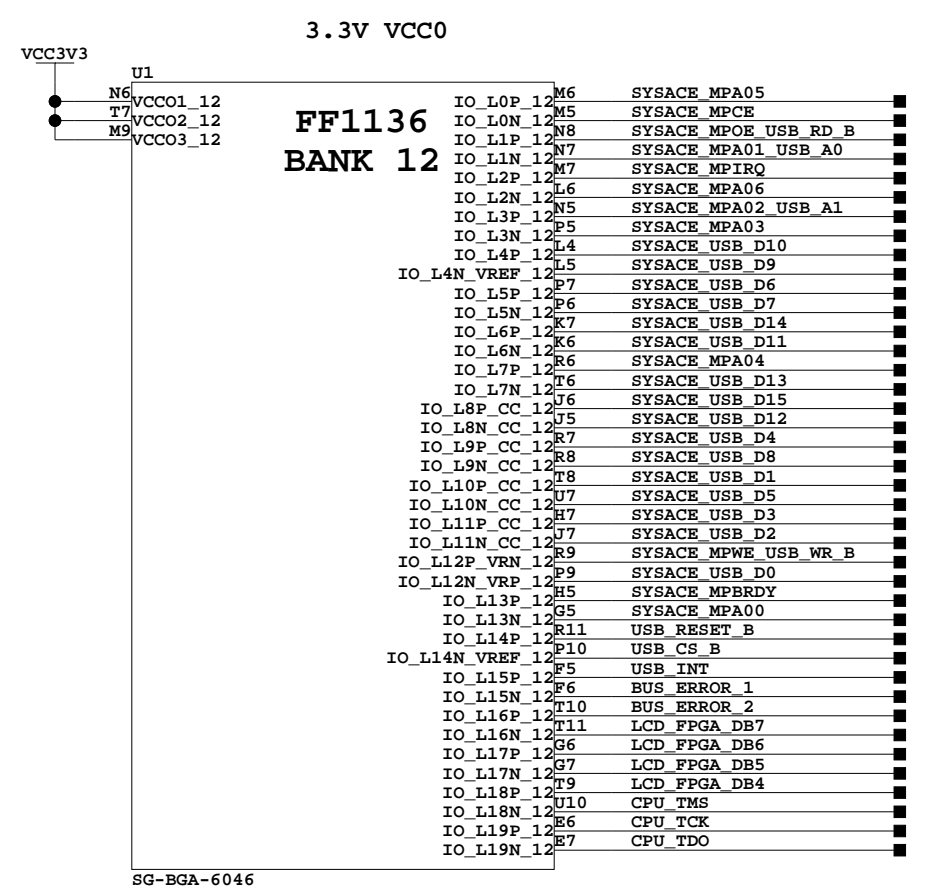 3.3V VCC0
VCC3V3
U1
FF1136
BANK 12
N6 VCCO1_12
T7 VCCO2_12
M9 VCCO3_12
IO_L0P_12 M6 SYSACE_MPA05
IO_L0N_12 M5 SYSACE_MPCE
IO_L1P_12 N8 SYSACE_MPOE_USB_RD_B
IO_L1N_12 N7 SYSACE_MPA01_USB_A0
IO_L2P_12 M7 SYSACE_MPIRQ
IO_L2N_12 L6 SYSACE_MPA06
IO_L3P_12 N5 SYSACE_MPA02_USB_A1
IO_L3N_12 P5 SYSACE_MPA03
IO_L4P_12 L4 SYSACE_USB_D10
IO_L4N_VREF_12 L5 SYSACE_USB_D9
IO_L5P_12 P7 SYSACE_USB_D6
IO_L5N_12 P6 SYSACE_USB_D7
IO_L6P_12 K7 SYSACE_USB_D14
IO_L6N_12 K6 SYSACE_USB_D11
IO_L7P_12 R6 SYSACE_MPA04
IO_L7N_12 T6 SYSACE_USB_D13
IO_L8P_CC_12 J6 SYSACE_USB_D15
IO_L8N_CC_12 J5 SYSACE_USB_D12
IO_L9P_CC_12 R7 SYSACE_USB_D4
IO_L9N_CC_12 R8 SYSACE_USB_D8
IO_L10P_CC_12 T8 SYSACE_USB_D1
IO_L10N_CC_12 U7 SYSACE_USB_D5
IO_L11P_CC_12 H7 SYSACE_USB_D3
IO_L11N_CC_12 J7 SYSACE_USB_D2
IO_L12P_VRN_12 R9 SYSACE_MPWE_USB_WR_B
IO_L12N_VRP_12 P9 SYSACE_USB_D0
IO_L13P_12 H5 SYSACE_MPBRDY
IO_L13N_12 G5 SYSACE_MPA00
IO_L14P_12 R11 USB_RESET_B
IO_L14N_VREF_12 P10 USB_CS_B
IO_L15P_12 F5 USB_INT
IO_L15N_12 F6 BUS_ERROR_1
IO_L16P_12 T10 BUS_ERROR_2
IO_L16N_12 T11 LCD_FPGA_DB7
IO_L17P_12 G6 LCD_FPGA_DB6
IO_L17N_12 G7 LCD_FPGA_DB5
IO_L18P_12 T9 LCD_FPGA_DB4
IO_L18N_12 U10 CPU_TMS
IO_L19P_12 E6 CPU_TCK
IO_L19N_12 E7 CPU_TDO
SG-BGA-6046